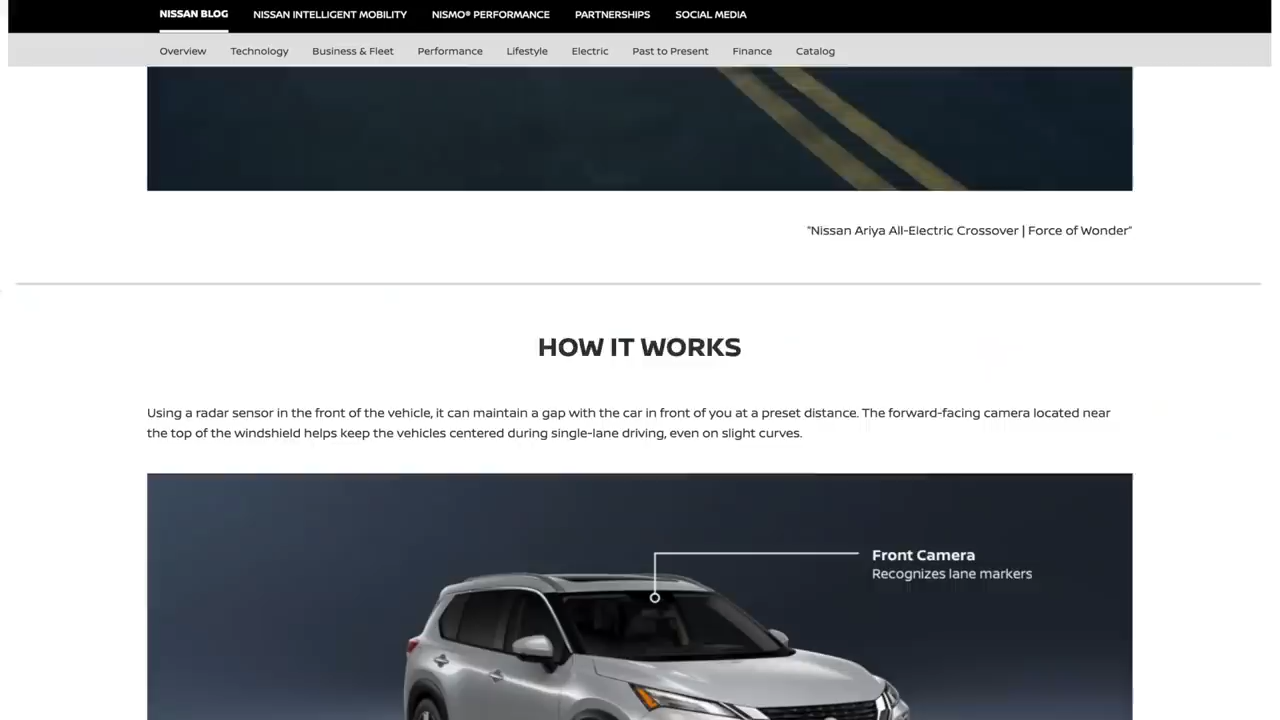 NISSAN BLOG NISSAN INTELLIGENT MOBILITY NISMO® PERFORMANCE PARTNERSHIPS SOCIAL MEDIA
Overview Technology Business & Fleet Performance Lifestyle Electric Past to Present Finance Catalog
"Nissan Ariya All-Electric Crossover | Force of Wonder"
HOW IT WORKS
Using a radar sensor in the front of the vehicle, it can maintain a gap with the car in front of you at a preset distance. The forward-facing camera located near
the top of the windshield helps keep the vehicles centered during single-lane driving, even on slight curves.
Front Camera
Recognizes lane markers